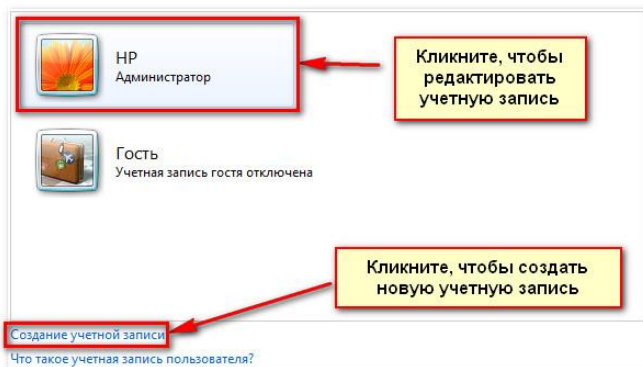 HP
Администратор
Кликните, чтобы
редактировать
учетную запись
Гость
Учетная запись гостя отключена
Кликните, чтобы создать
новую учетную запись
Создание учетной записи
Что такое учетная запись пользователя?